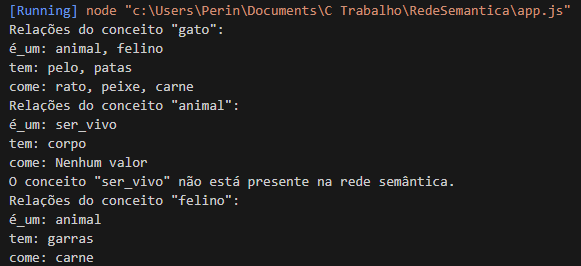 [Running] node "c:\Users\Perin\Documents\C Trabalho\RedeSemantica\app.js"
Relações do conceito "gato":
é_um: animal, felino
tem: pelo, patas
come: rato, peixe, carne
Relações do conceito "animal":
é_um: ser_vivo
tem: corpo
come: Nenhum valor
O conceito "ser_vivo" não está presente na rede semântica.
Relações do conceito "felino":
é_um: animal
tem: garras
come: carne